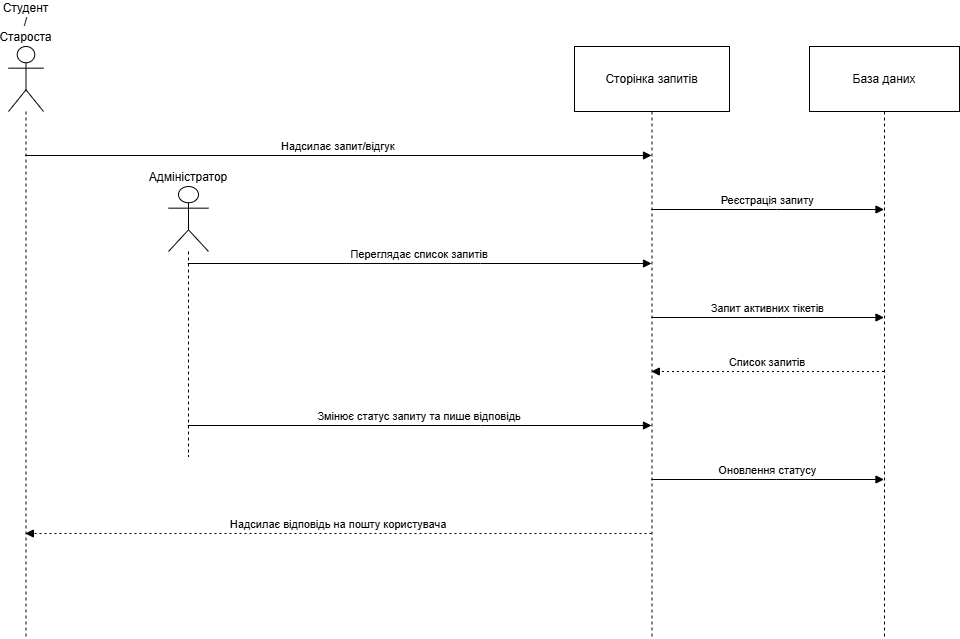 Студент
/
Староста
Сторінка запитів
База даних
Надсилає запит/відгук
Адміністратор
Реєстрація запиту
Переглядає список запитів
Запит активних тікетів
Список запитів
Змінює статус запиту та пише відповідь
Оновлення статусу
Надсилає відповідь на пошту користувача